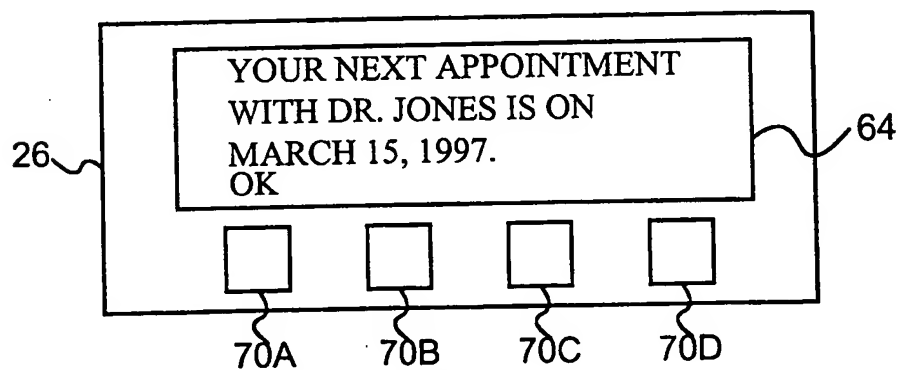 YOUR NEXT APPOINTMENT
WITH DR. JONES IS ON
MARCH 15, 1997.
OK
26
64
70A 70B 70C 70D